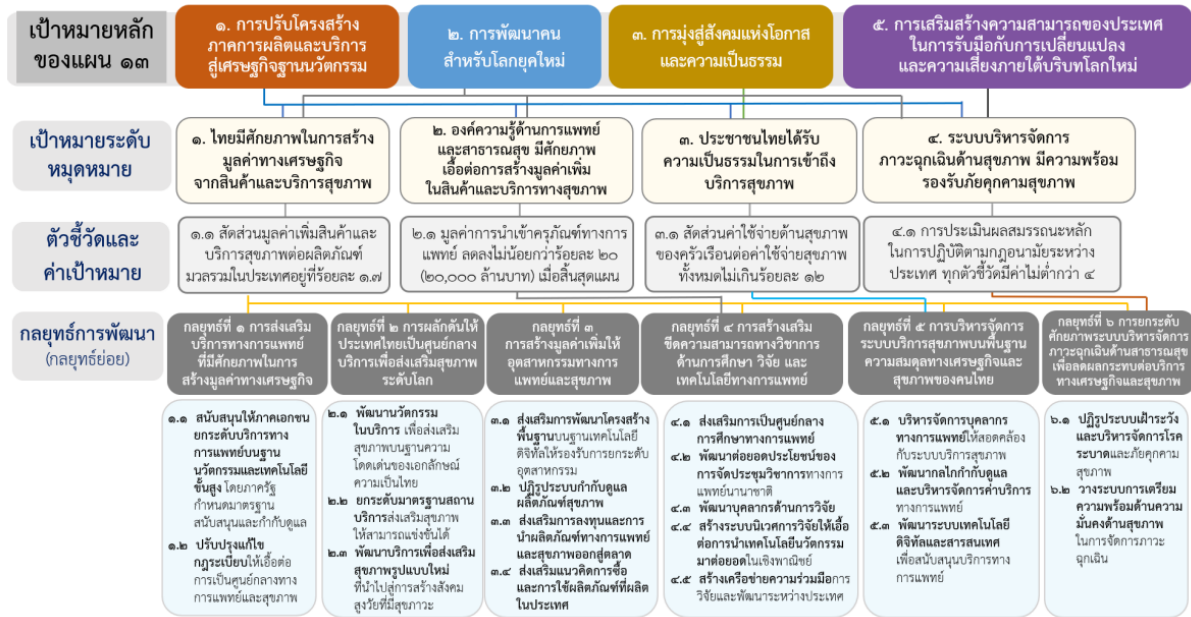 เป้าหมายหลัก
ของแผน ๑๓
๑. การปรับโครงสร้าง
ภาคการผลิตและบริการ
สู่เศรษฐกิจฐานนวัตกรรม
๒. การพัฒนาคน
สำหรับโลกยุคใหม่
๓. การมุ่งสู่สังคมแห่งโอกาส
และความเป็นธรรม
๕. การเสริมสร้างความสามารถของประเทศ
ในการรับมือกับการเปลี่ยนแปลง
และความเสี่ยงภายใต้บริบทโลกใหม่
เป้าหมายระดับ
หมุดหมาย
๑. ไทยมีศักยภาพในการสร้าง
มูลค่าทางเศรษฐกิจ
จากสินค้าและบริการสุขภาพ
๒. องค์ความรู้ด้านการแพทย์
และสาธารณสุข มีศักยภาพ
เอื้อต่อการสร้างมูลค่าเพิ่ม
ในสินค้าและบริการทางสุขภาพ
๓. ประชาชนไทยได้รับ
ความเป็นธรรมในการเข้าถึง
บริการสุขภาพ
๔. ระบบบริหารจัดการ
ภาวะฉุกเฉินด้านสุขภาพ มีความพร้อม
รองรับภัยคุกคามสุขภาพ
ตัวชี้วัดและ
ค่าเป้าหมาย
๑.๑ สัดส่วนมูลค่าเพิ่มสินค้าและ
บริการสุขภาพต่อผลิตภัณฑ์
มวลรวมในประเทศอยู่ที่ร้อยละ ๑.๗
๒.๑ มูลค่าการนำเข้าครุภัณฑ์ทางการ
แพทย์ ลดลงไม่น้อยกว่าร้อยละ ๒๐
(๒๐,๐๐๐ ล้านบาท) เมื่อสิ้นสุดแผน
๓.๑ สัดส่วนค่าใช้จ่ายด้านสุขภาพ
ของครัวเรือนต่อค่าใช้จ่ายสุขภาพ
ทั้งหมดไม่เกินร้อยละ ๑๒
๔.๑ การประเมินผลสมรรถนะหลัก
ในการปฏิบัติตามกฎอนามัยระหว่าง
ประเทศ ทุกตัวชี้วัดมีค่าไม่ต่ำกว่า ๔
กลยุทธ์การพัฒนา
(กลยุทธ์ย่อย)
กลยุทธ์ที่ ๑ การส่งเสริม
บริการทางการแพทย์
ที่มีศักยภาพในการ
สร้างมูลค่าทางเศรษฐกิจ
กลยุทธ์ที่ ๒ การผลักดันให้
ประเทศไทยเป็นศูนย์กลาง
บริการเพื่อส่งเสริมสุขภาพ
ระดับโลก
กลยุทธ์ที่ ๓
การสร้างมูลค่าเพิ่มให้
อุตสาหกรรมทางการ
แพทย์และสุขภาพ
กลยุทธ์ที่ ๔ การสร้างเสริม
ขีดความสามารถทางวิชาการ
ด้านการศึกษา วิจัย และ
เทคโนโลยีทางการแพทย์
กลยุทธ์ที่ ๕ การบริหารจัดการ
ระบบบริการสุขภาพบนพื้นฐาน
ความสมดุลทางเศรษฐกิจและ
สุขภาพของคนไทย
กลยุทธ์ที่ ๖ การยกระดับ
ศักยภาพระบบบริหารจัดการ
ภาวะฉุกเฉินด้านสาธารณสุข
เพื่อลดผลกระทบต่อบริการ
ทางเศรษฐกิจและสุขภาพ
๑.๑ สนับสนุนให้ภาคเอกชน
ยกระดับบริการทาง
การแพทย์บนฐาน
นวัตกรรมและเทคโนโลยี
ขั้นสูง โดยภาครัฐ
กำหนดมาตรฐาน
สนับสนุนและกำกับดูแล
๑.๒ ปรับปรุงแก้ไข
กฎระเบียบให้เอื้อต่อ
การเป็นศูนย์กลางทาง
การแพทย์และสุขภาพ
๒.๑ พัฒนานวัตกรรม
ในบริการ เพื่อส่งเสริม
สุขภาพบนฐานความ
โดดเด่นของเอกลักษณ์
ความเป็นไทย
๒.๒ ยกระดับมาตรฐานสถาน
บริการส่งเสริมสุขภาพ
ให้สามารถแข่งขันได้
๒.๓ พัฒนาบริการเพื่อส่งเสริม
สุขภาพรูปแบบใหม่
ที่นำไปสู่การสร้างสังคม
สูงวัยที่มีสุขภาวะ
๓.๑ ส่งเสริมการพัฒนาโครงสร้าง
พื้นฐานบนฐานเทคโนโลยี
ดิจิทัลให้รองรับการยกระดับ
อุตสาหกรรม
๓.๒ ปฏิรูประบบกำกับดูแล
ผลิตภัณฑ์สุขภาพ
๓.๓ ส่งเสริมการลงทุนและการ
นำผลิตภัณฑ์ทางการแพทย์
และสุขภาพออกสู่ตลาด
๓.๔ ส่งเสริมแนวคิดการซื้อ
และการใช้ผลิตภัณฑ์ที่ผลิต
ในประเทศ
๔.๑ ส่งเสริมการเป็นศูนย์กลาง
การศึกษาทางการแพทย์
๔.๒ พัฒนาต่อยอดประโยชน์ของ
การจัดประชุมวิชาการทางการ
แพทย์นานาชาติ
๔.๓ พัฒนาบุคลากรด้านการวิจัย
๔.๔ สร้างระบบนิเวศการวิจัยให้เอื้อ
ต่อการนำเทคโนโลยีนวัตกรรม
มาต่อยอดในเชิงพาณิชย์
๔.๕ สร้างเครือข่ายความร่วมมือการ
วิจัยและพัฒนาระหว่างประเทศ
๕.๑ บริหารจัดการบุคลากร
ทางการแพทย์ให้สอดคล้อง
กับระบบบริการสุขภาพ
๕.๒ พัฒนากลไกกำกับดูแล
และบริหารจัดการค่าบริการ
ทางการแพทย์
๕.๓ พัฒนาระบบเทคโนโลยี
ดิจิทัลและสารสนเทศ
เพื่อสนับสนุนบริการทาง
การแพทย์
๖.๑ ปฏิรูประบบเฝ้าระวัง
และบริหารจัดการโรค
ระบาดและภัยคุกคาม
สุขภาพ
๖.๒ วางระบบการเตรียม
ความพร้อมด้านความ
มั่นคงด้านสุขภาพ
ในการจัดการภาวะ
ฉุกเฉิน